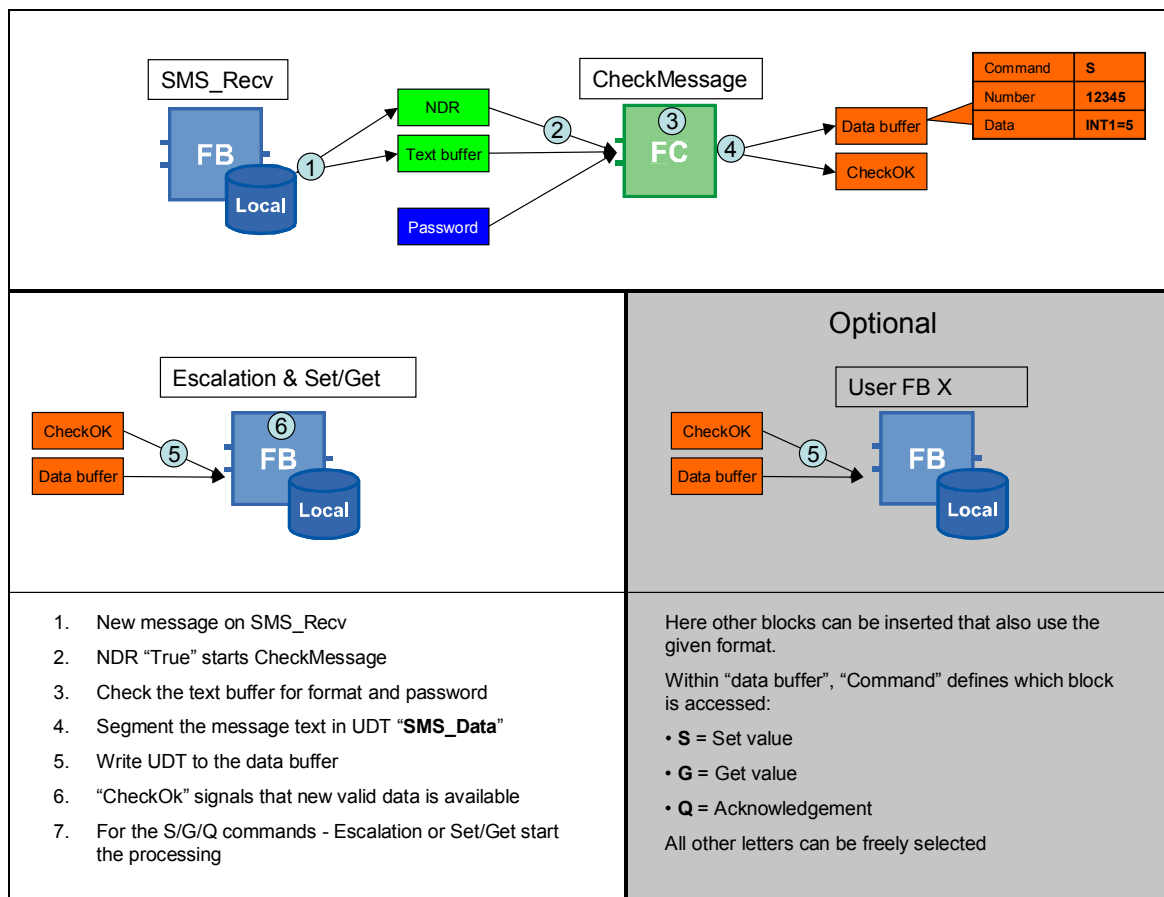 SMS_Recv
FB
Local
1
NDR
Text buffer
Password
2
CheckMessage
3
FC
4
Data buffer
CheckOK
Command S
Number 12345
Data INT1=5
Escalation & Set/Get
CheckOK
Data buffer
5
6
FB
Local
Optional
User FB X
CheckOK
Data buffer
5
FB
Local
1. New message on SMS_Recv
2. NDR “True” starts CheckMessage
3. Check the text buffer for format and password
4. Segment the message text in UDT “SMS_Data”
5. Write UDT to the data buffer
6. “CheckOk” signals that new valid data is available
7. For the S/G/Q commands - Escalation or Set/Get start
the processing
Here other blocks can be inserted that also use the
given format.
Within “data buffer”, “Command” defines which block
is accessed:
• S = Set value
• G = Get value
• Q = Acknowledgement
All other letters can be freely selected